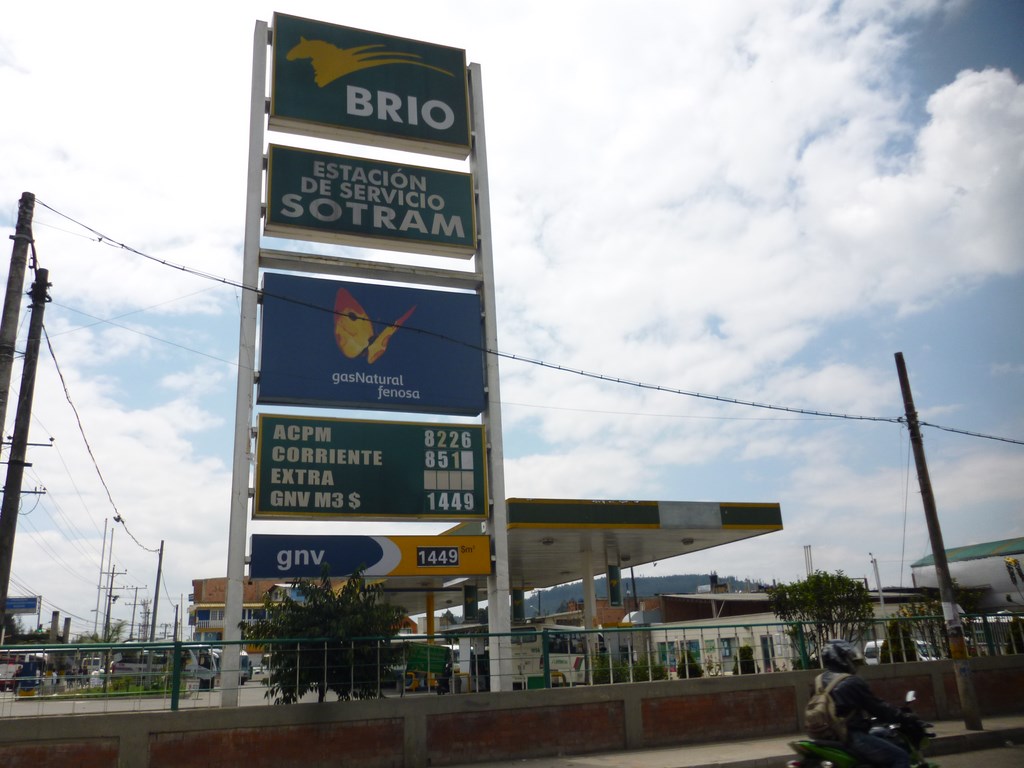 BRIO
ESTACIÓN
DE SERVICIO
SOTRAM
gasNatural
fenosa
ACPM 8226
CORRIENTE 851
EXTRA
GNV M3 $ 1449
gnv 1449